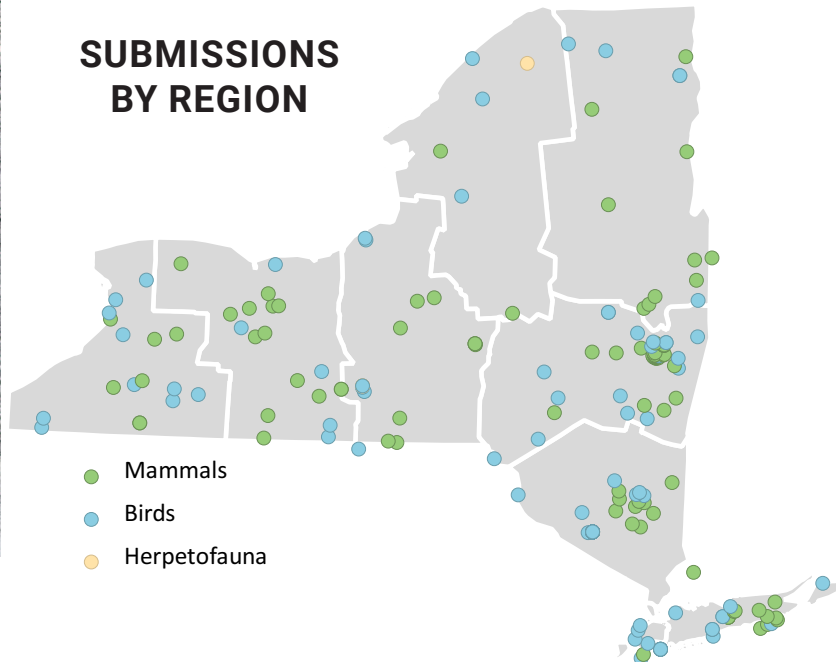 SUBMISSIONS
BY REGION
Mammals
Birds
Herpetofauna